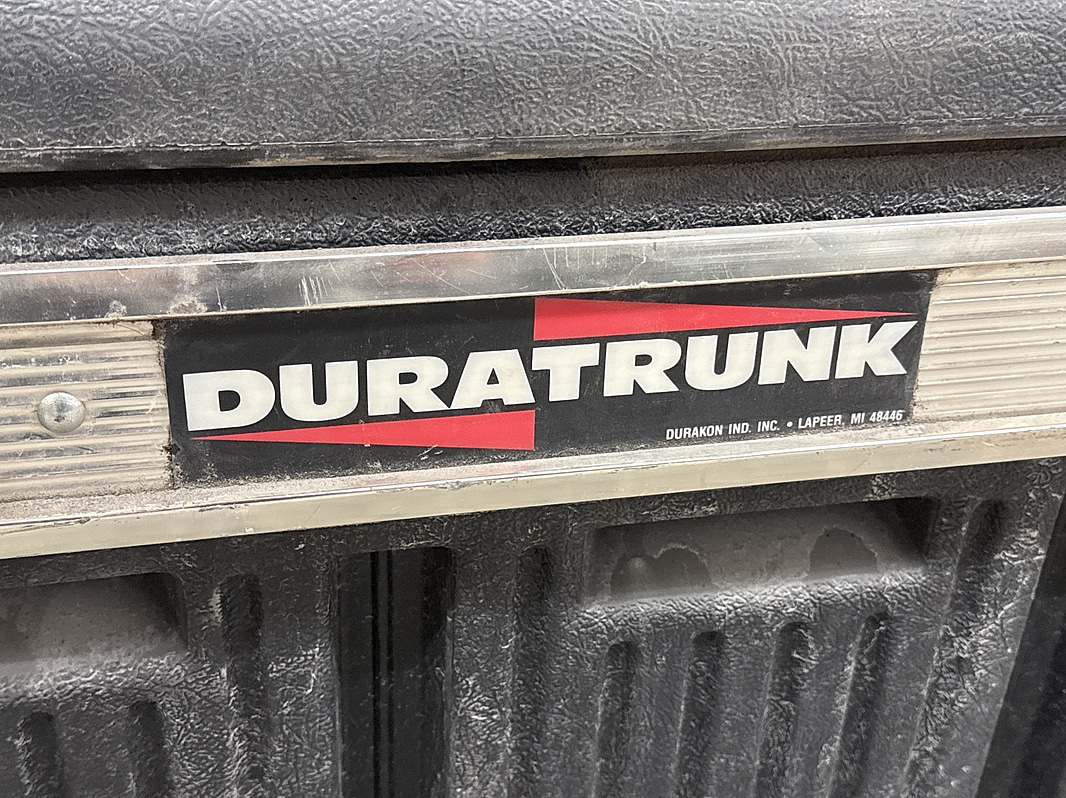 DURATRUNK
DURAKON IND. INC. • LAPEER, MI 48446